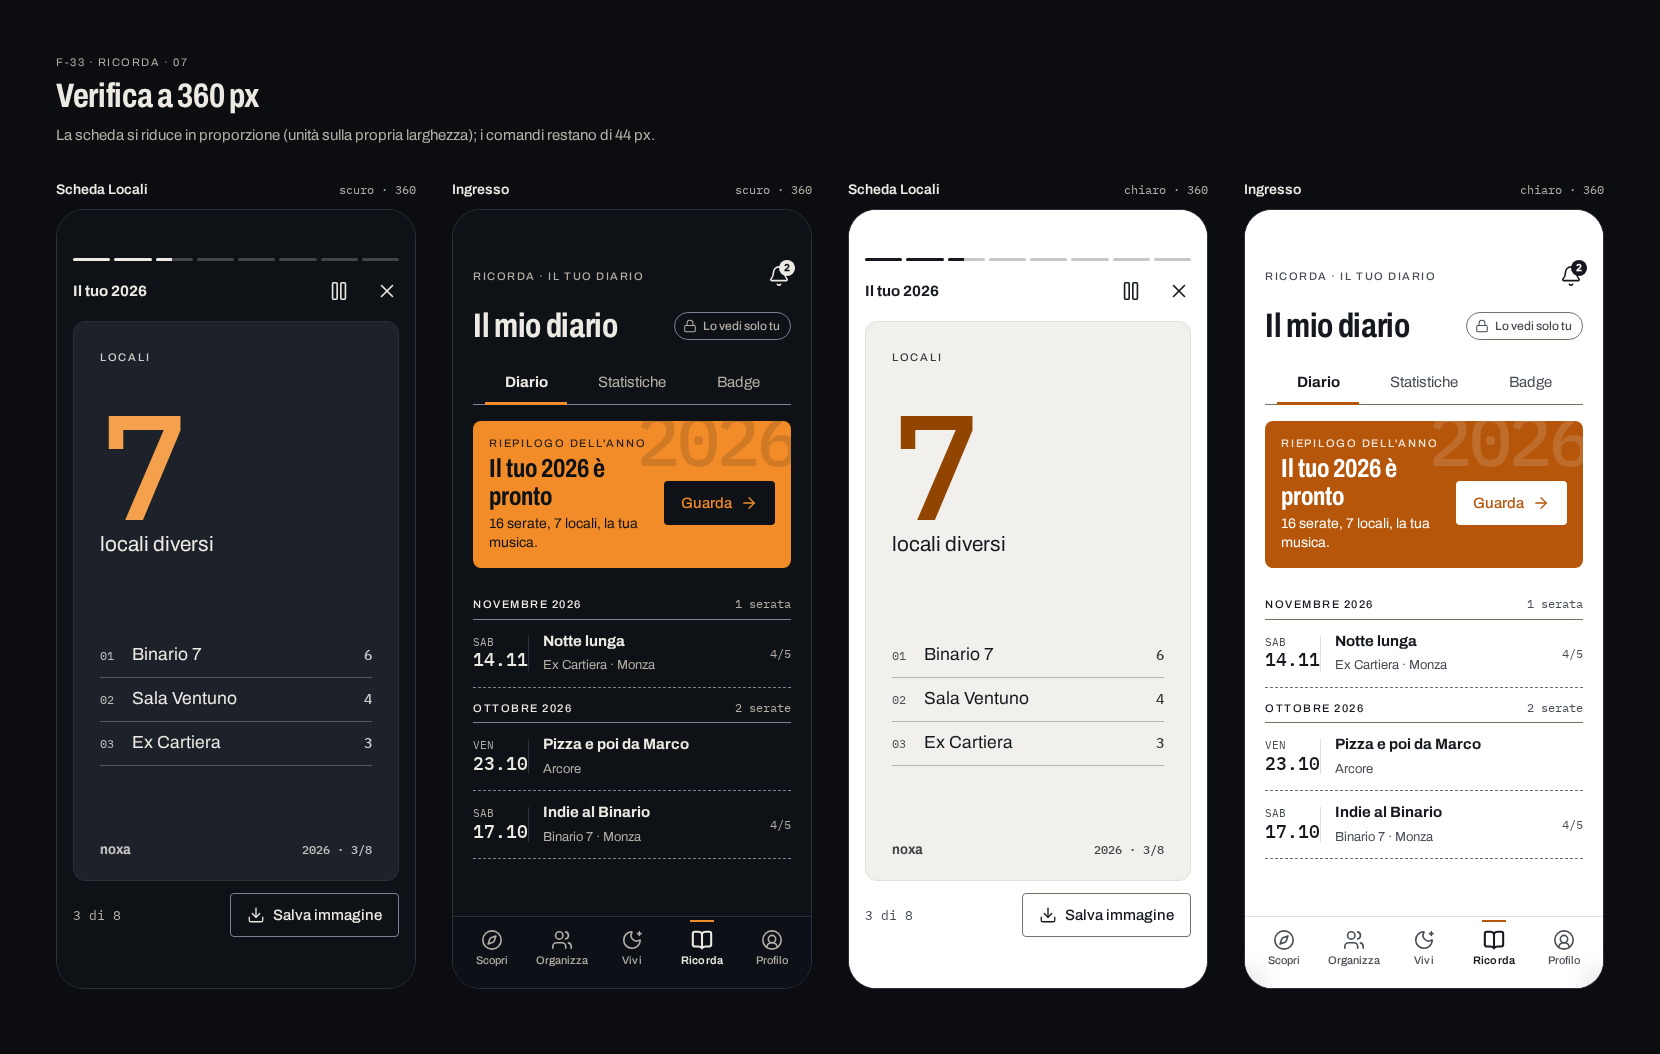 F-33 · RICORDA · 07
Verifica a 360 px
La scheda si riduce in proporzione (unità sulla propria larghezza); i comandi restano di 44 px.
Scheda Locali scuro · 360
Il tuo 2026
LOCALI
7
locali diversi
01 Binario 7 6
02 Sala Ventuno 4
03 Ex Cartiera 3
noxa 2026 · 3/8
3 di 8 Salva immagine
Ingresso scuro · 360
RICORDA · IL TUO DIARIO 2
Il mio diario Lo vedi solo tu
Diario Statistiche Badge
2026
RIEPILOGO DELL'ANNO
Il tuo 2026 è
pronto
Guarda
16 serate, 7 locali, la tua
musica.
NOVEMBRE 2026 1 serata
SAB
14.11
Notte lunga
Ex Cartiera · Monza
4/5
OTTOBRE 2026 2 serate
VEN
23.10
Pizza e poi da Marco
Arcore
SAB
17.10
Indie al Binario
Binario 7 · Monza
4/5
Scopri Organizza Vivi Ricorda Profilo
Scheda Locali chiaro · 360
Il tuo 2026
LOCALI
7
locali diversi
01 Binario 7 6
02 Sala Ventuno 4
03 Ex Cartiera 3
noxa 2026 · 3/8
3 di 8 Salva immagine
Ingresso chiaro · 360
RICORDA · IL TUO DIARIO 2
Il mio diario Lo vedi solo tu
Diario Statistiche Badge
2026
RIEPILOGO DELL'ANNO
Il tuo 2026 è
pronto
Guarda
16 serate, 7 locali, la tua
musica.
NOVEMBRE 2026 1 serata
SAB
14.11
Notte lunga
Ex Cartiera · Monza
4/5
OTTOBRE 2026 2 serate
VEN
23.10
Pizza e poi da Marco
Arcore
SAB
17.10
Indie al Binario
Binario 7 · Monza
4/5
Scopri Organizza Vivi Ricorda Profilo